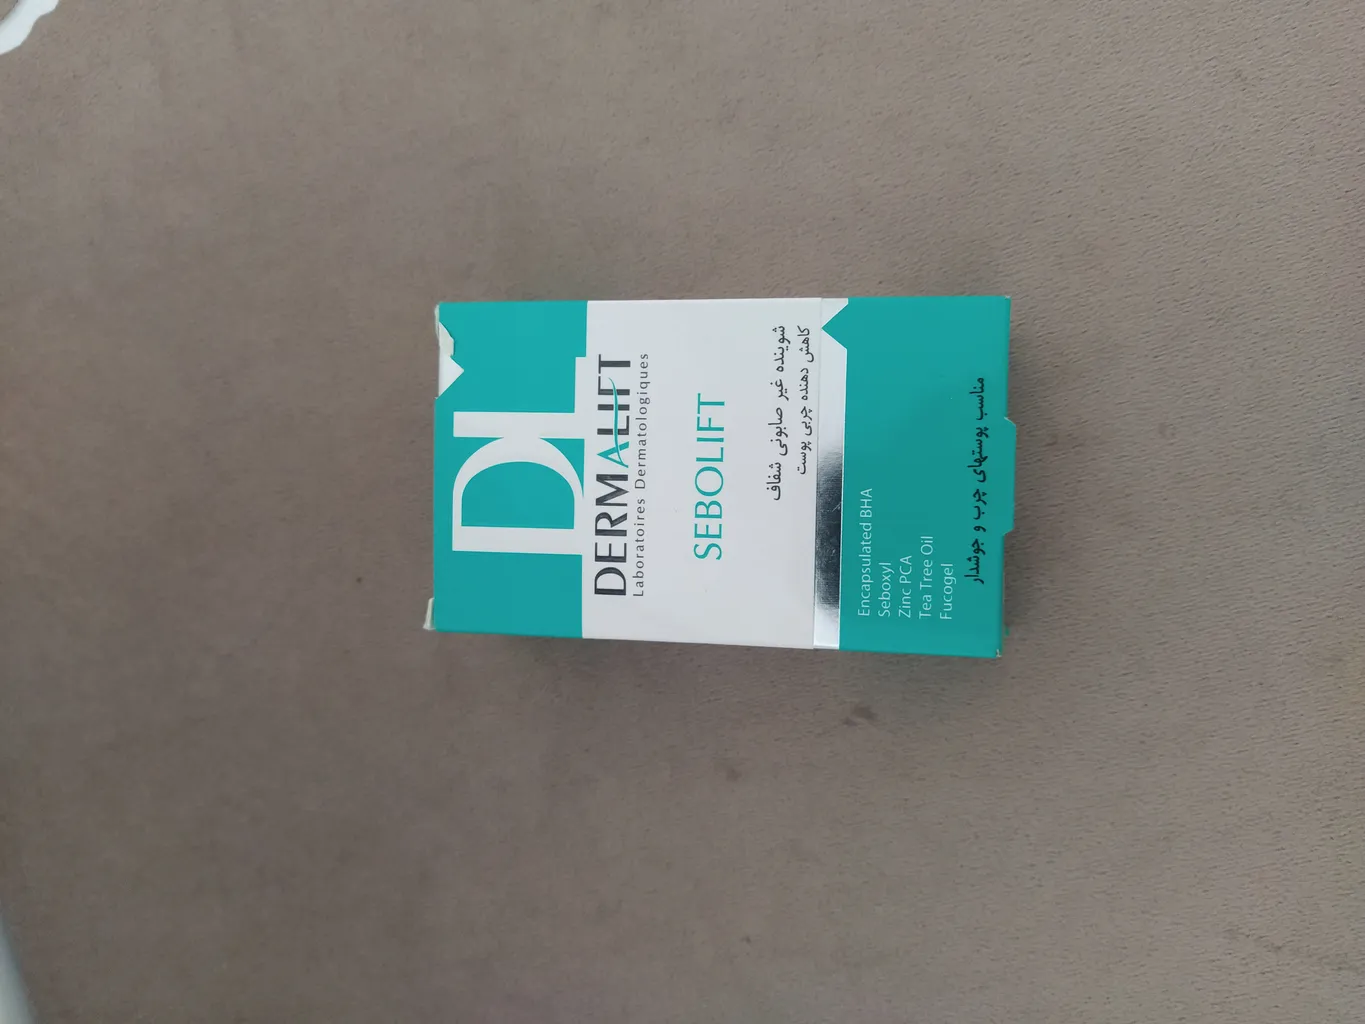 DL
DERMALIFT
Laboratoires Dermatologiques
SEBOLIFT
شوینده غیر صابونی شفاف
کاهش دهنده چربی پوست
Encapsulated BHA
Seboxyl
Zinc PCA
Tea Tree Oil
Fucogel
مناسب پوستهای چرب و جوشدار